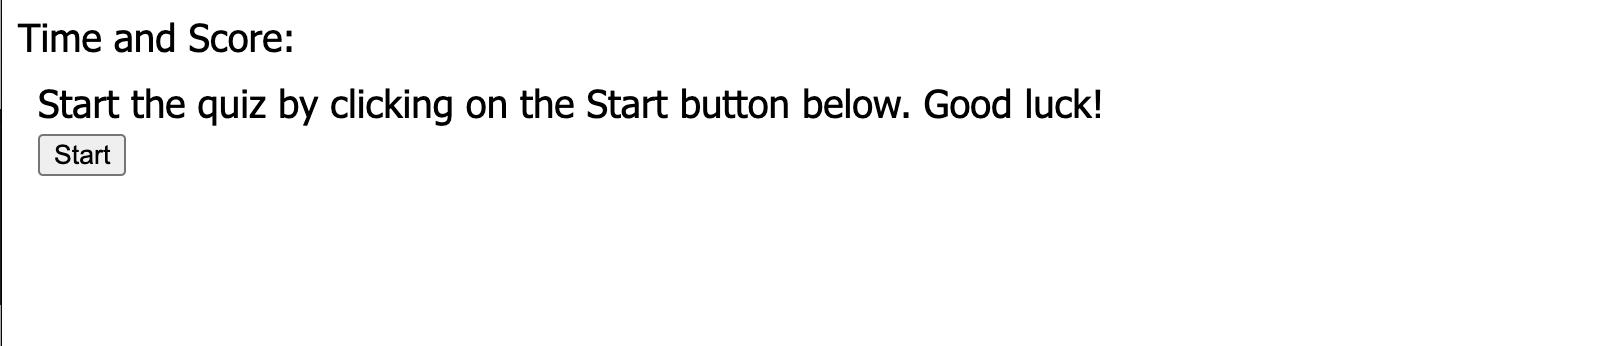 Time and Score:
Start the quiz by clicking on the Start button below. Good luck!
Start